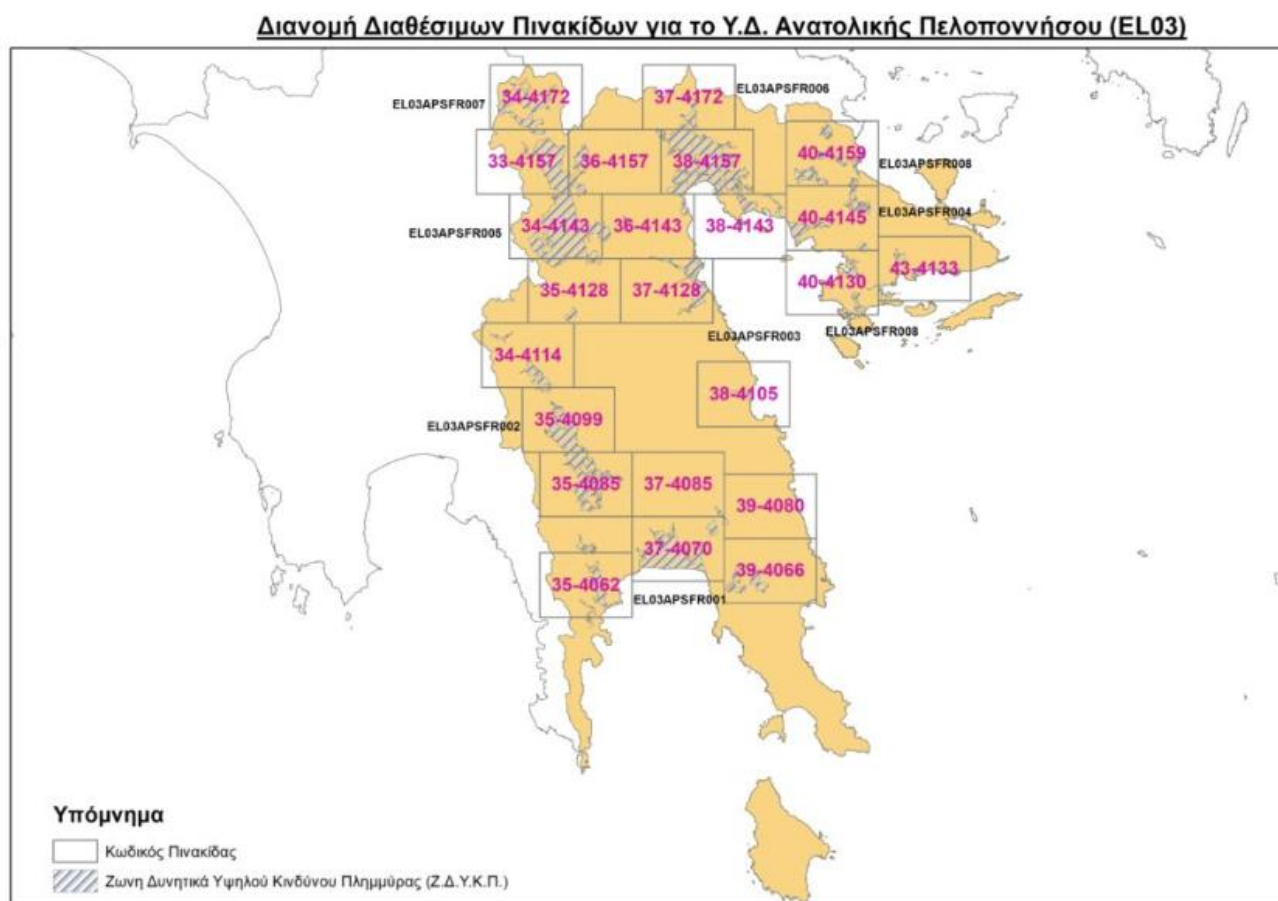 Διανομή Διαθέσιμων Πινακίδων για το Υ.Δ. Ανατολικής Πελοποννήσου (EL03)
EL03APSFR007
34-4172
37-4172
EL03APSFR006
33-4157
36-4157
38-4157
40-4159
EL03APSFR008
EL03APSFR005
34-4143
36-4143
38-4143
40-4145
EL03APSFR004
35-4128
37-4128
40-4130
43-4133
EL03APSFR003
EL03APSFR008
34-4114
38-4105
EL03APSFR002
35-4099
35-4085
37-4085
39-4080
37-4070
39-4066
35-4062
EL03APSFR001
Υπόμνημα
Κωδικός Πινακίδας
Ζωνη Δυνητικά Υψηλού Κινδύνου Πλημμύρας (Ζ.Δ.Υ.Κ.Π.)